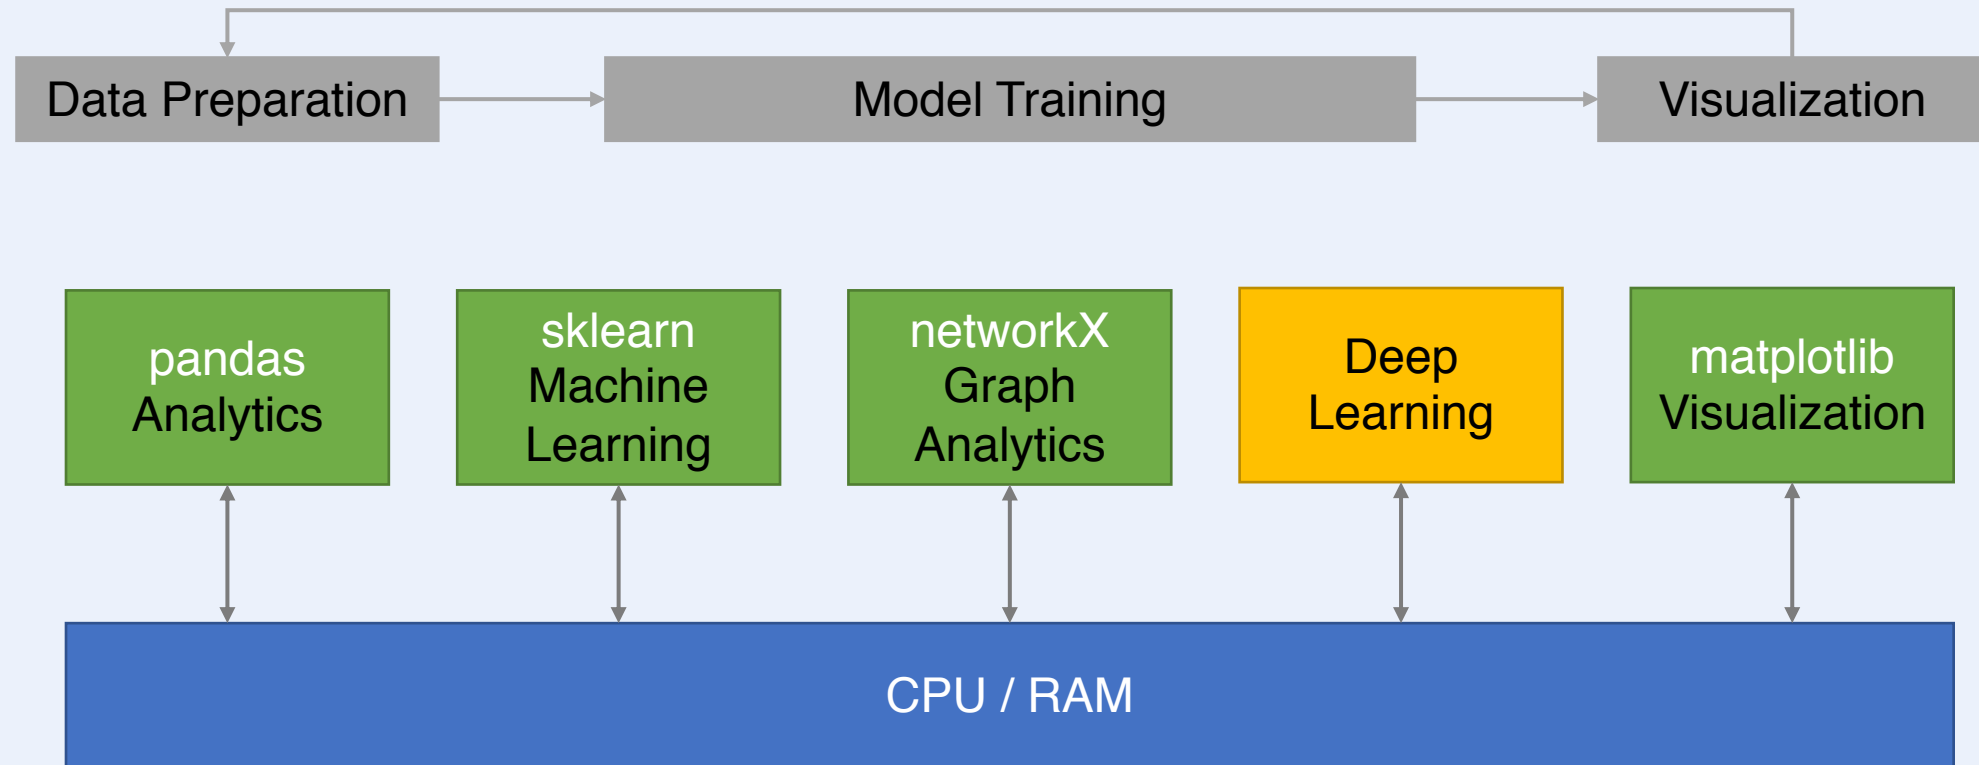 Data Preparation
Model Training
Visualization
pandas
Analytics
sklearn
Machine
Learning
networkX
Graph
Analytics
Deep
Learning
matplotlib
Visualization
CPU / RAM